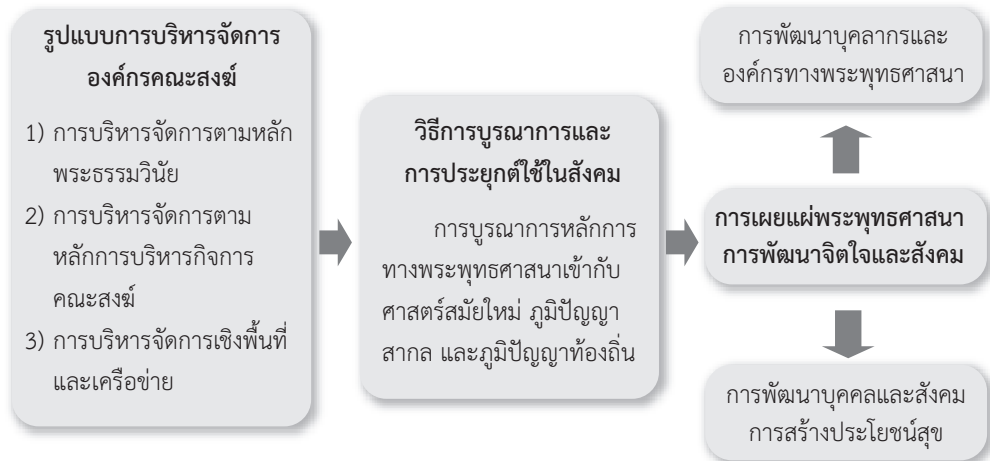 รูปแบบการบริหารจัดการ
องค์กรคณะสงฆ์
1) การบริหารจัดการตามหลัก
พระธรรมวินัย
2) การบริหารจัดการตาม
หลักการบริหารกิจการ
คณะสงฆ์
3) การบริหารจัดการเชิงพื้นที่
และเครือข่าย
วิธีการบูรณาการและ
การประยุกต์ใช้ในสังคม
การบูรณาการหลักการ
ทางพระพุทธศาสนาเข้ากับ
ศาสตร์สมัยใหม่ ภูมิปัญญา
สากล และภูมิปัญญาท้องถิ่น
การพัฒนาบุคลากรและ
องค์กรทางพระพุทธศาสนา
การเผยแผ่พระพุทธศาสนา
การพัฒนาจิตใจและสังคม
การพัฒนาบุคคลและสังคม
การสร้างประโยชน์สุข